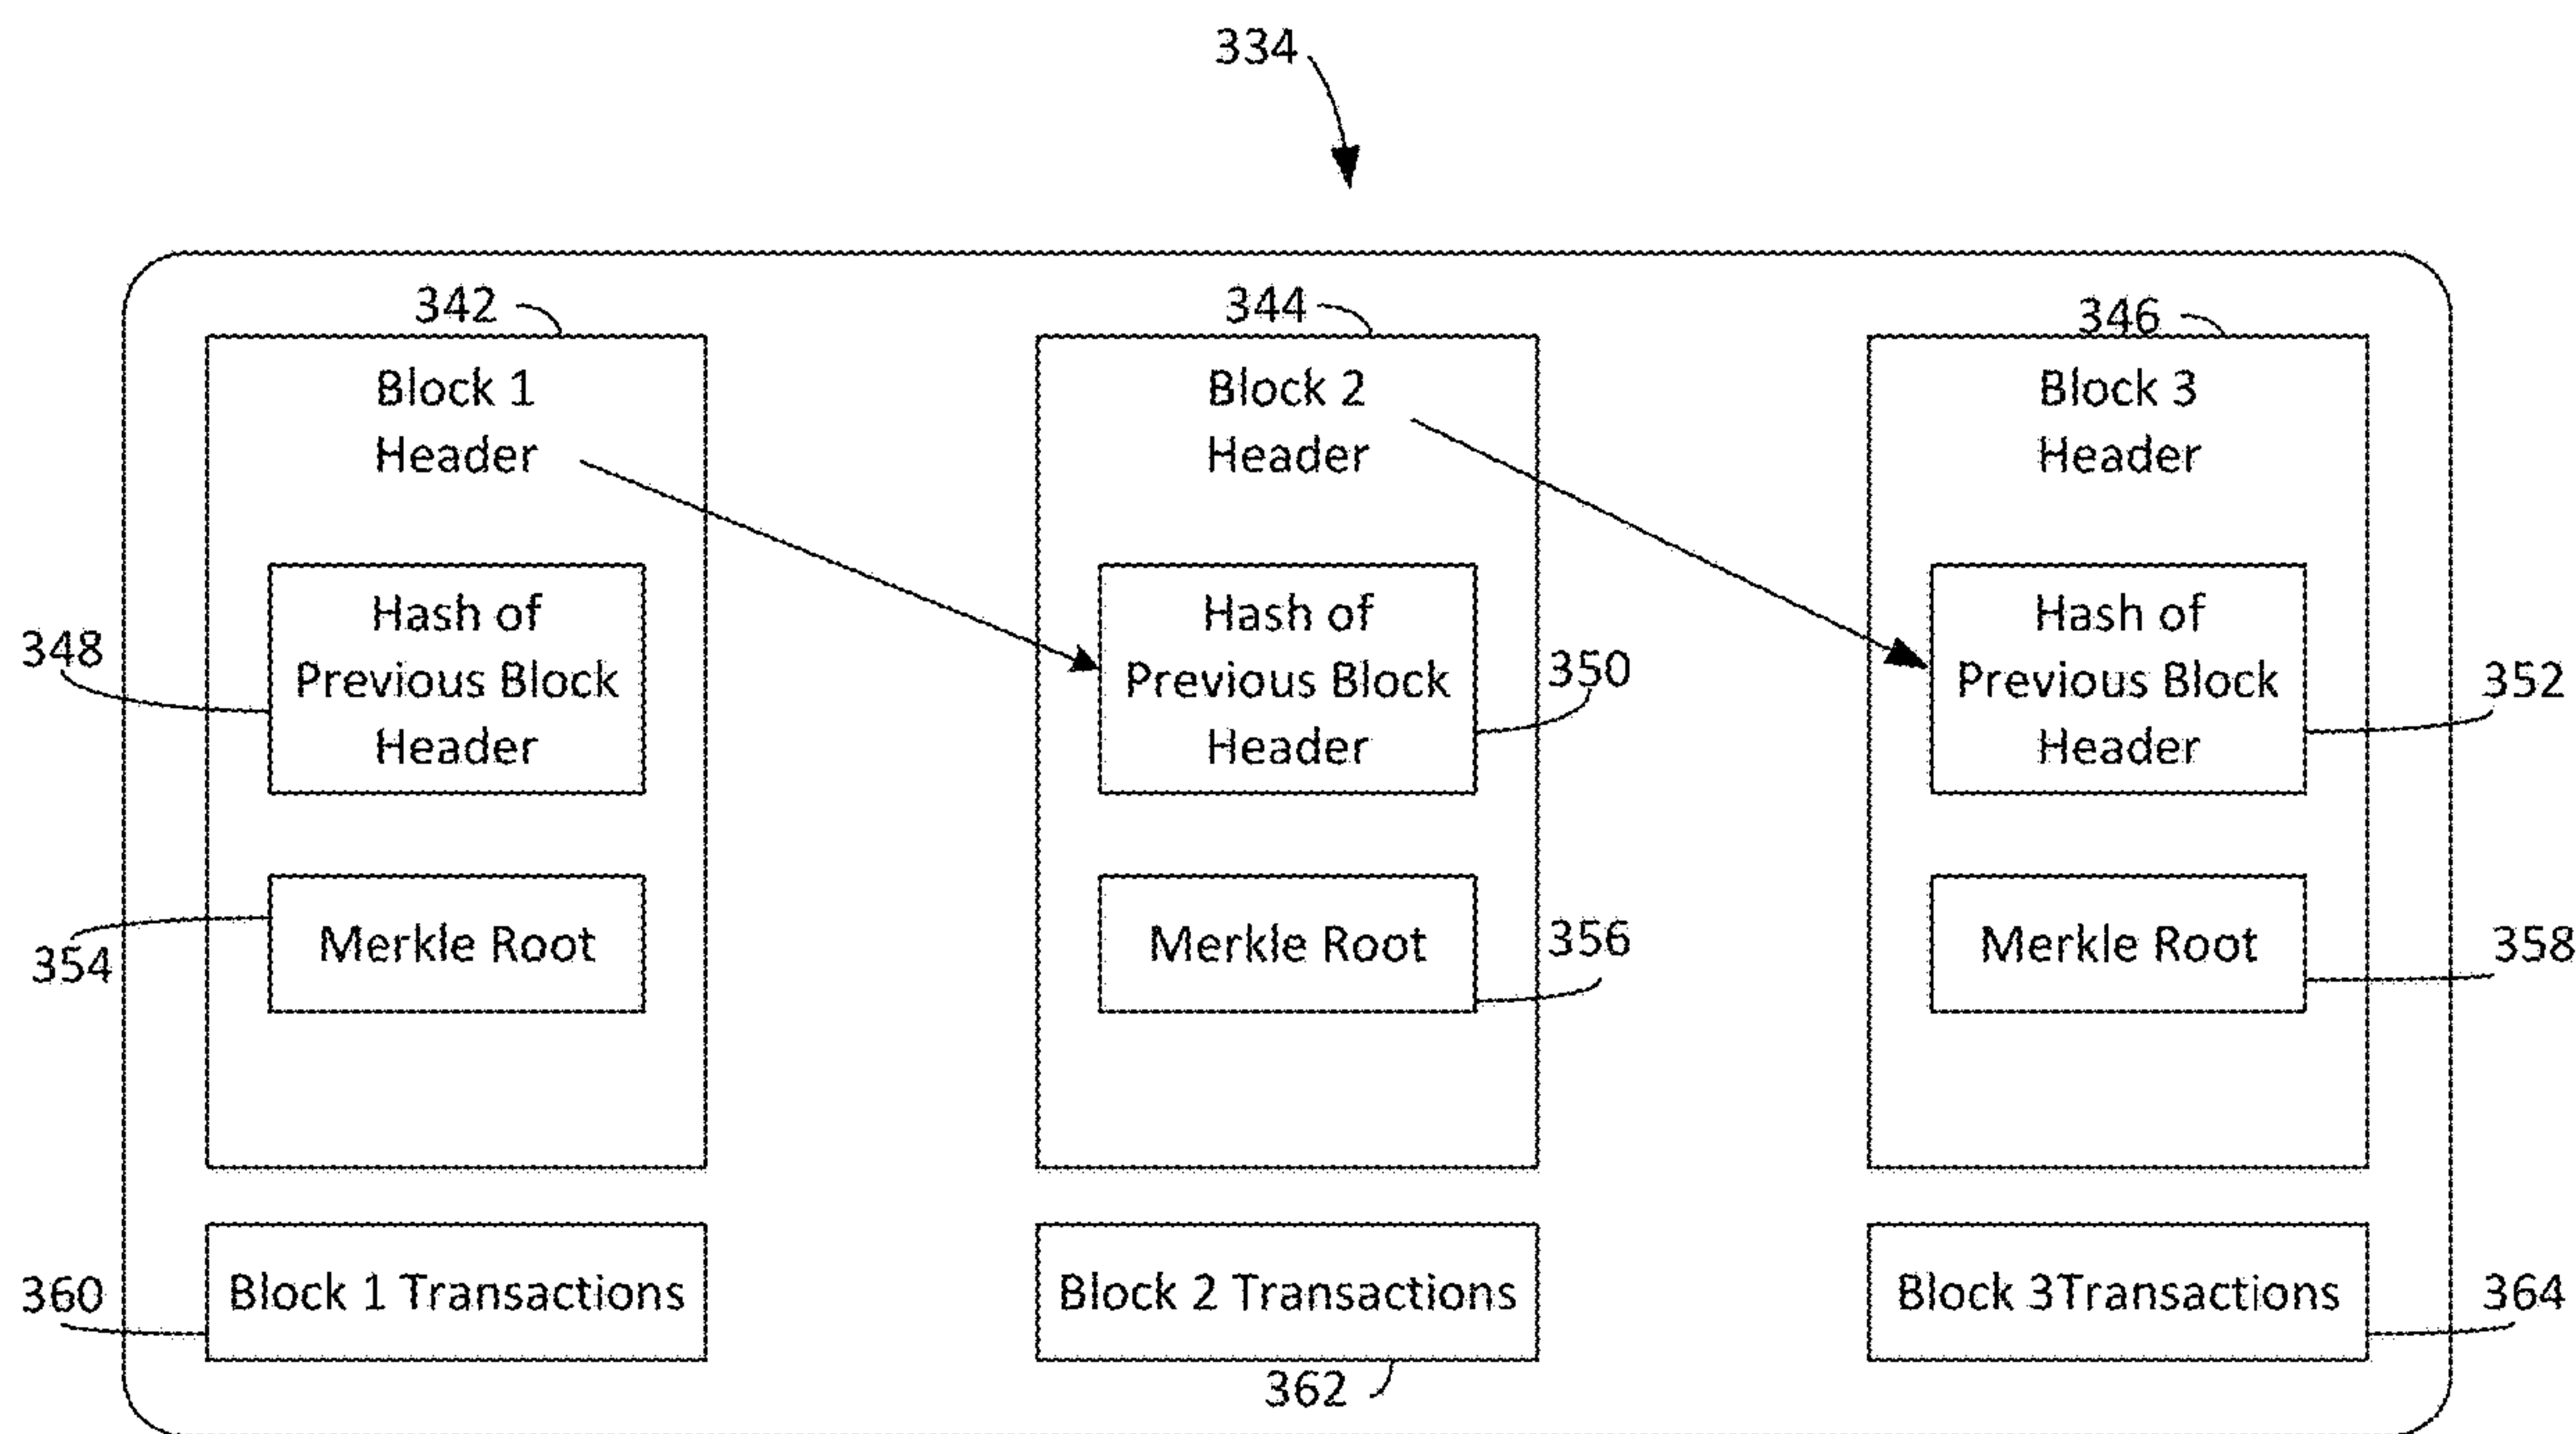 334
342
344
346
Block 1
Header
Block 2
Header
Block 3
Header
348
Hash of
Previous Block
Header
Hash of
Previous Block
Header
350
Hash of
Previous Block
Header
352
354
Merkle Root
Merkle Root
356
Merkle Root
358
360
Block 1 Transactions
Block 2 Transactions
362
Block 3Transactions
364